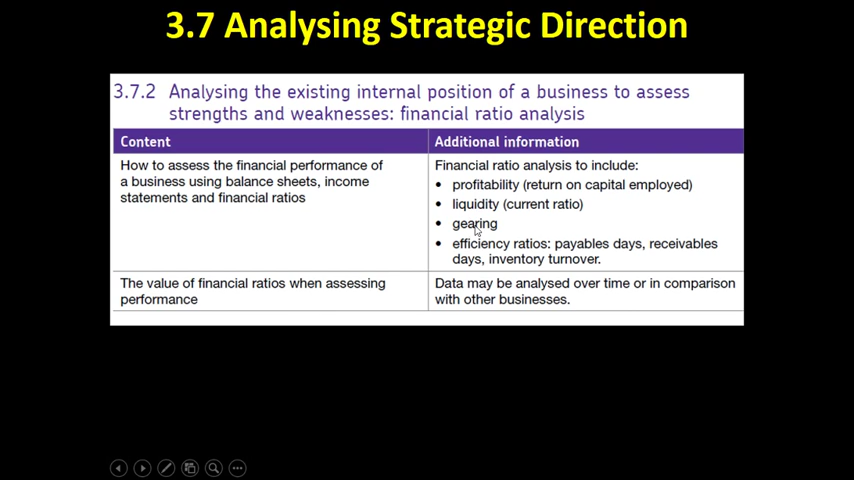 3.7 Analysing Strategic Direction
3.7.2 Analysing the existing internal position of a business to assess
strengths and weaknesses: financial ratio analysis
Content
Additional information
How to assess the financial performance of
a business using balance sheets, income
statements and financial ratios
Financial ratio analysis to include:
• profitability (return on capital employed)
• liquidity (current ratio)
• gearing
• efficiency ratios: payables days, receivables
days, inventory turnover.
The value of financial ratios when assessing
performance
Data may be analysed over time or in comparison
with other businesses.